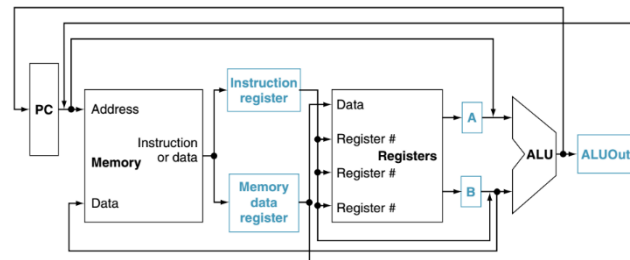 PC
Address
Memory
Instruction
or data
Data
Instruction
register
Memory
data
register
Data
Register #
Registers
Register #
Register #
A
B
ALU
ALUOut